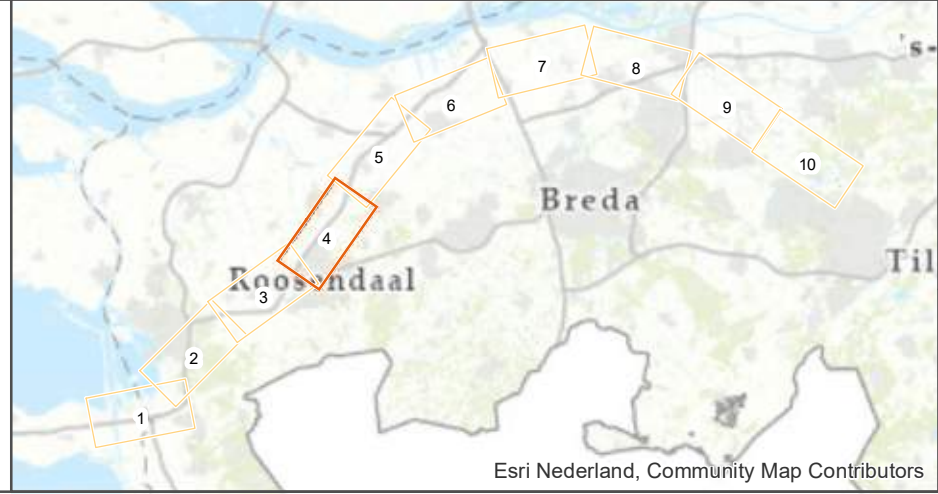 's-
7
8
6
9
5
10
Breda
4
Til
Roosendaal
3
2
1
Esri Nederland, Community Map Contributors